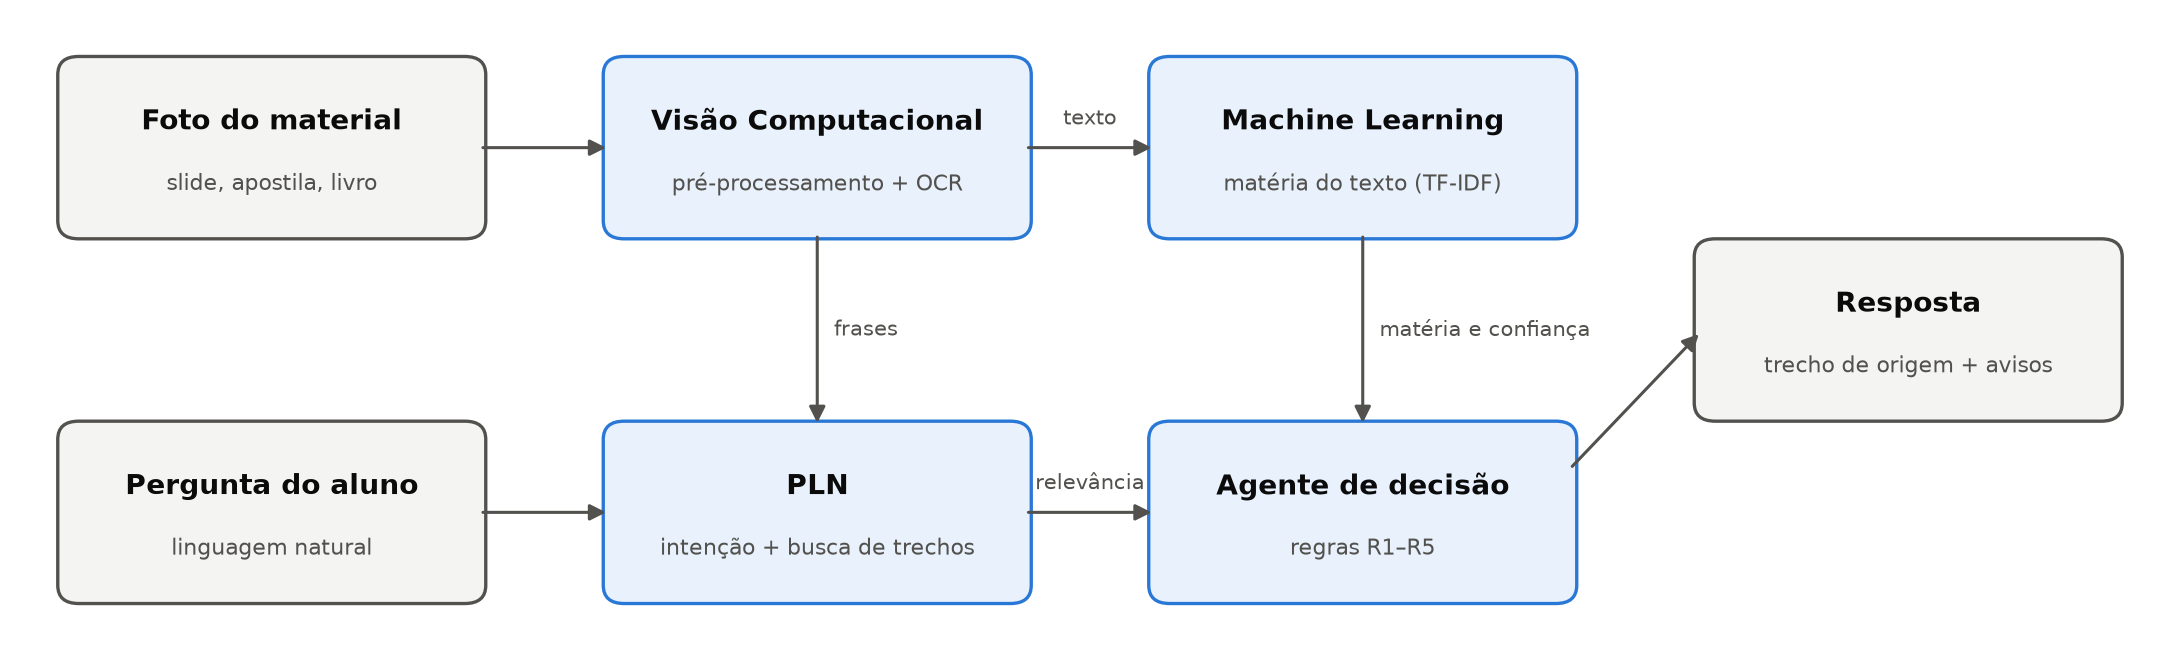 Foto do material
slide, apostila, livro
Visão Computacional
pré-processamento + OCR
texto
Machine Learning
matéria do texto (TF-IDF)
frases
matéria e confiança
Resposta
trecho de origem + avisos
Pergunta do aluno
linguagem natural
PLN
intenção + busca de trechos
relevância
Agente de decisão
regras R1–R5